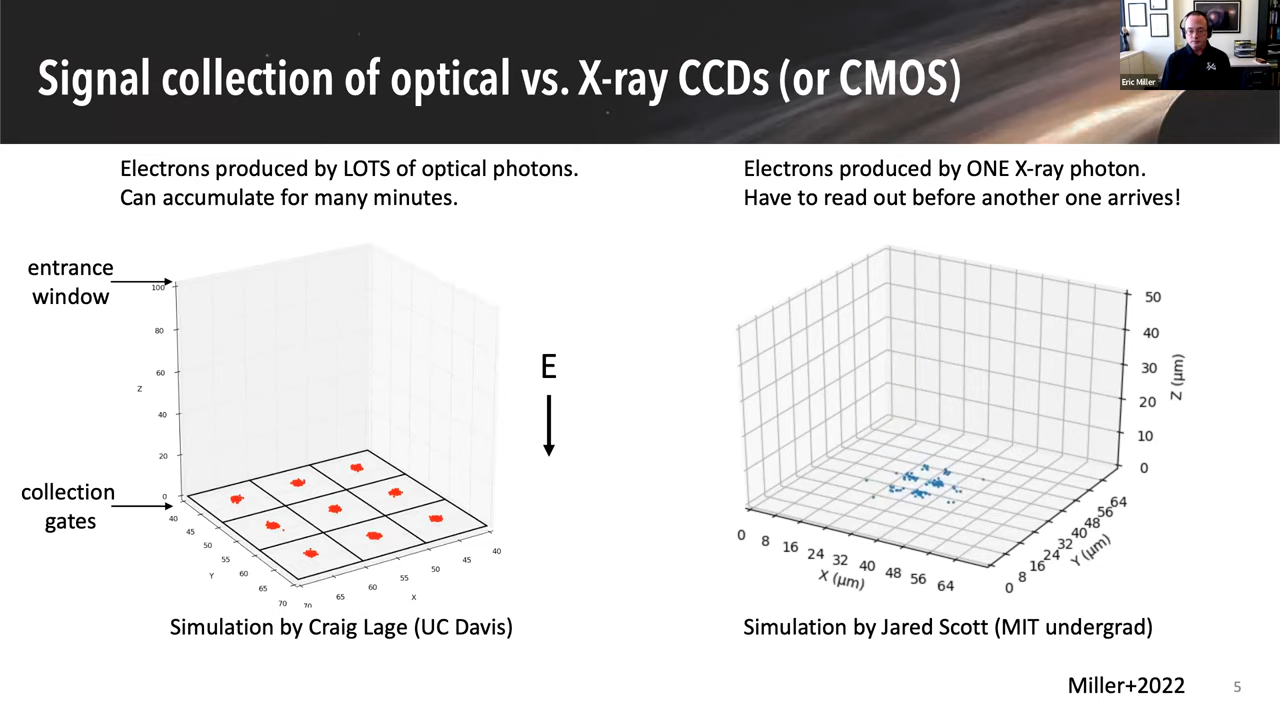 Signal collection of optical vs. X-ray CCDs (or CMOS)
Eric Miller
Electrons produced by LOTS of optical photons.
Can accumulate for many minutes.
Electrons produced by ONE X-ray photon.
Have to read out before another one arrives!
entrance
window
100
80
60
40
20
0
Z
collection
gates
40
45
50
55
60
65
70
Y
70
65
60
55
50
45
40
X
E
50
40
30
20
10
0
Z (μm)
0
8
16
24
32
40
48
56
64
X (μm)
0
8
16
24
32
40
48
56
64
Y (μm)
Simulation by Craig Lage (UC Davis)
Simulation by Jared Scott (MIT undergrad)
Miller+2022
5